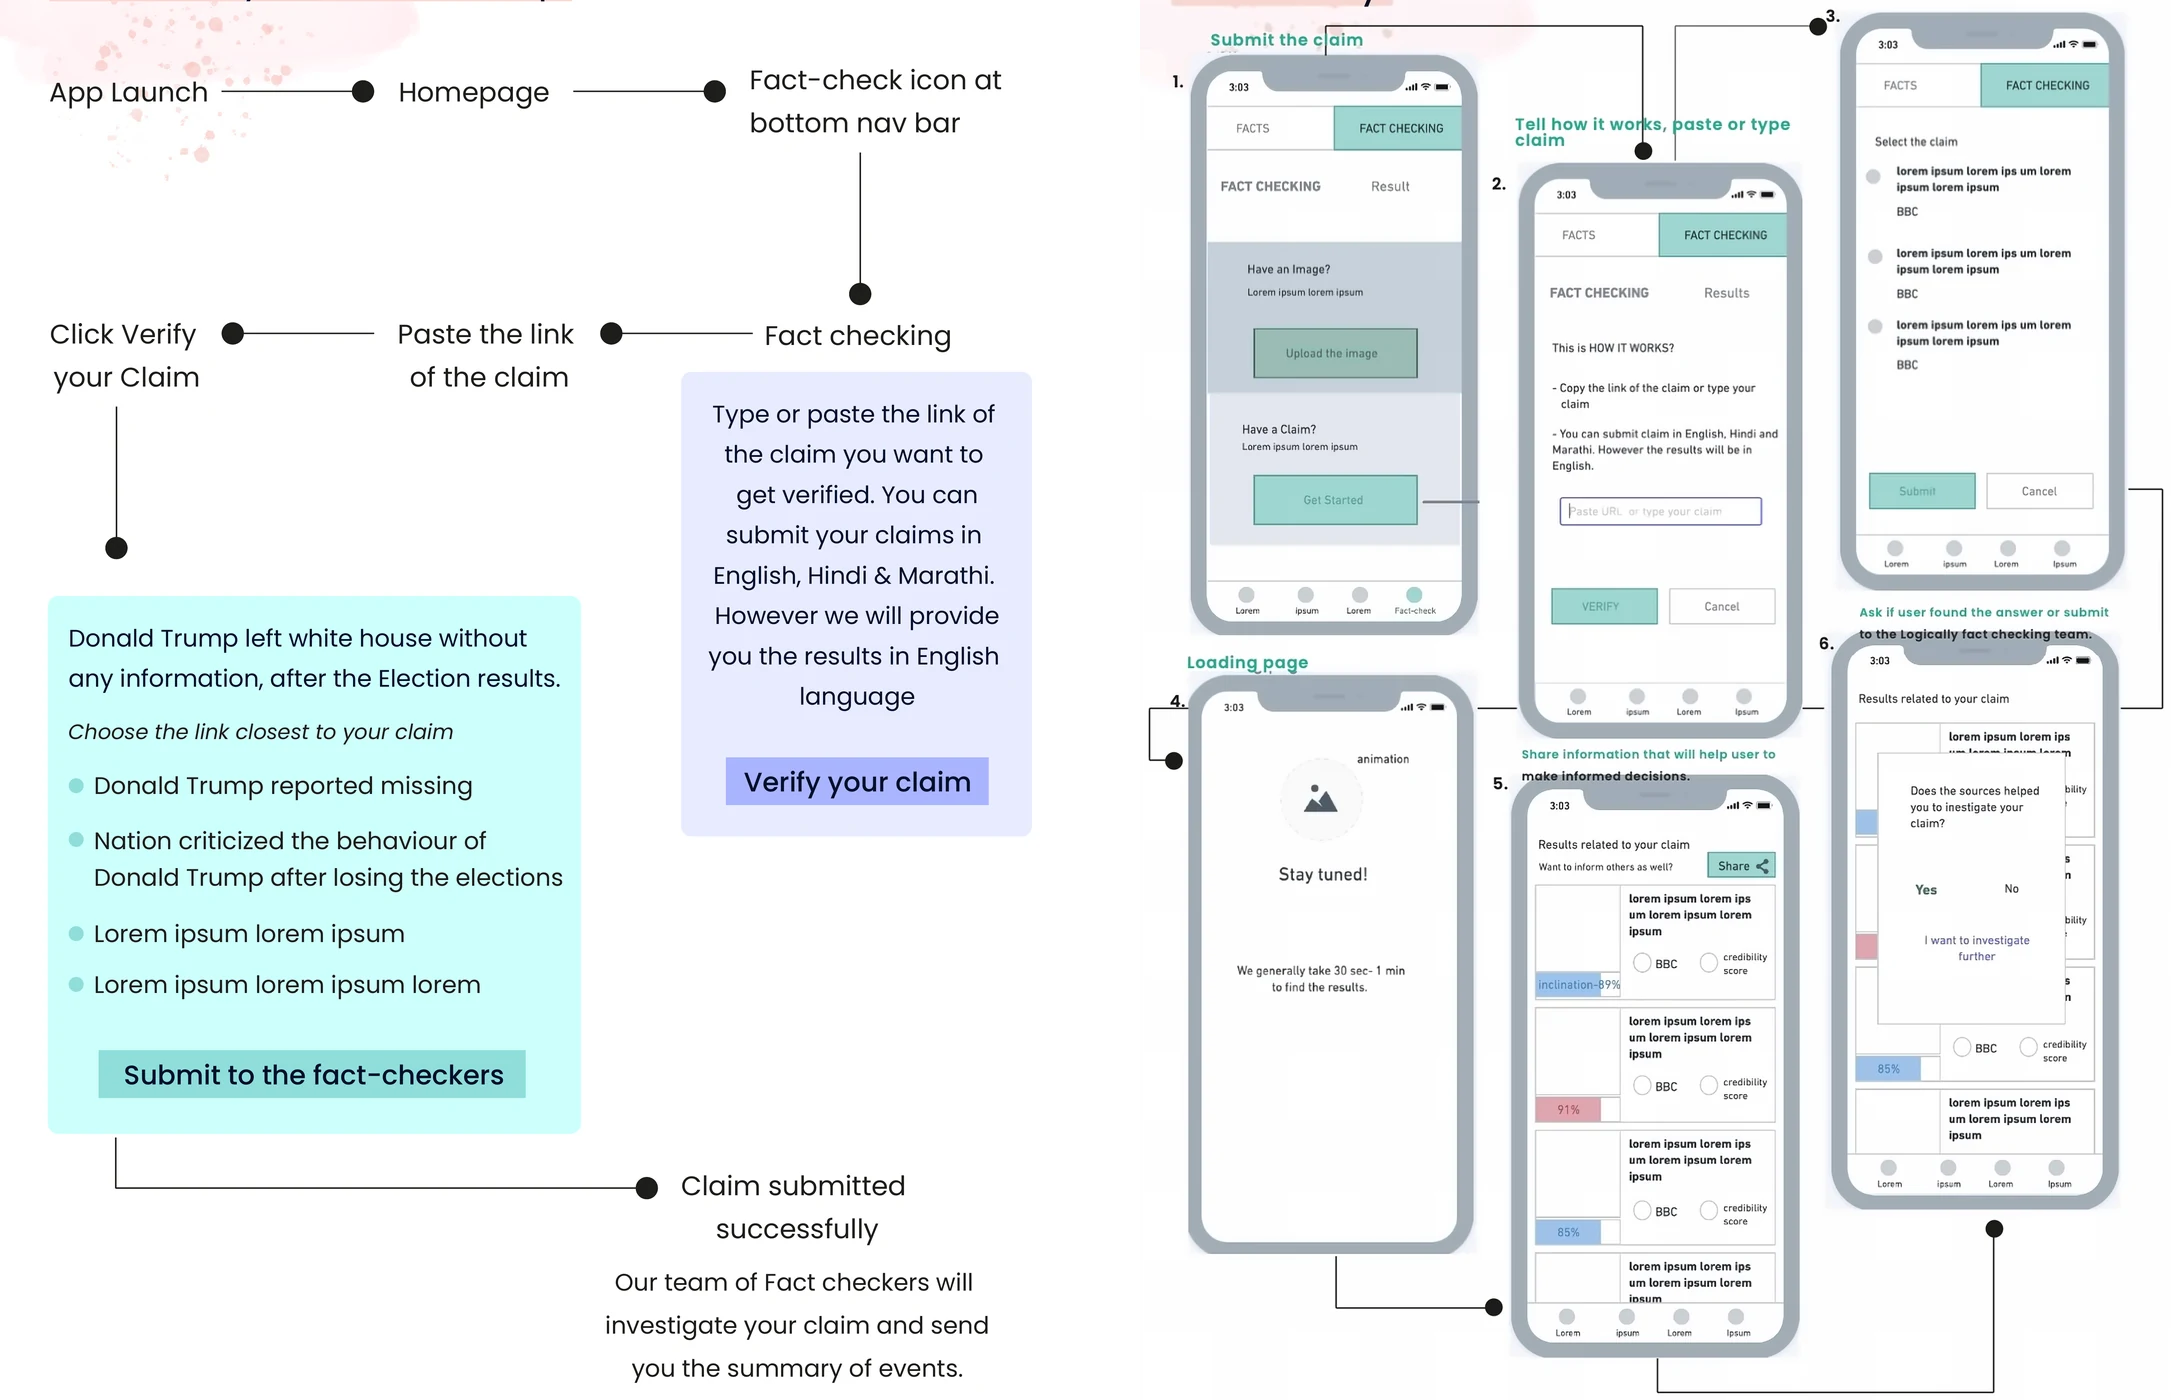 App Launch
Homepage
Fact-check icon at
bottom nav bar
Fact checking
Paste the link
of the claim
Click Verify
your Claim
Type or paste the link of
the claim you want to
get verified. You can
submit your claims in
English, Hindi & Marathi.
However we will provide
you the results in English
language
Verify your claim
Donald Trump left white house without
any information, after the Election results.
Choose the link closest to your claim
Donald Trump reported missing
Nation criticized the behaviour of
Donald Trump after losing the elections
Lorem ipsum lorem ipsum
Lorem ipsum lorem ipsum lorem
Submit to the fact-checkers
Claim submitted
successfully
Our team of Fact checkers will
investigate your claim and send
you the summary of events.
Submit the claim
1.
3:03
FACTS
FACT CHECKING
FACT CHECKING
Result
Have an Image?
Lorem ipsum lorem ipsum
Upload the image
Have a Claim?
Lorem ipsum lorem ipsum
Get Started
Lorem
ipsum
Lorem
Fact-check
Tell how it works, paste or type
claim
2.
3:03
FACTS
FACT CHECKING
FACT CHECKING
Results
This is HOW IT WORKS?
- Copy the link of the claim or type your
claim
- You can submit claim in English, Hindi and
Marathi. However the results will be in
English.
Paste URL or type your claim
VERIFY
Cancel
Lorem
ipsum
Lorem
Ipsum
3.
3:03
FACTS
FACT CHECKING
Select the claim
lorem ipsum lorem ips um lorem
ipsum lorem ipsum
BBC
lorem ipsum lorem ips um lorem
ipsum lorem ipsum
BBC
lorem ipsum lorem ips um lorem
ipsum lorem ipsum
BBC
Submit
Cancel
Lorem
ipsum
Lorem
Ipsum
Loading page
4.
3:03
animation
Stay tuned!
We generally take 30 sec- 1 min
to find the results.
Share information that will help user to
make informed decisions.
5.
3:03
Results related to your claim
Want to inform others as well?
Share
lorem ipsum lorem ips
um lorem ipsum lorem
ipsum
BBC
credibility
score
inclination-89%
lorem ipsum lorem ips
um lorem ipsum lorem
ipsum
BBC
credibility
score
91%
lorem ipsum lorem ips
um lorem ipsum lorem
ipsum
BBC
credibility
score
85%
lorem ipsum lorem ips
um lorem ipsum lorem
ipsum
Lorem
ipsum
Lorem
Ipsum
Ask if user found the answer or submit
to the Logically fact checking team.
6.
3:03
Results related to your claim
lorem ipsum lorem ips
Does the sources helped
you to inestigate your
claim?
Yes
No
I want to investigate
further
BBC
credibility
score
85%
lorem ipsum lorem ips
um lorem ipsum lorem
ipsum
Lorem
ipsum
Lorem
Ipsum